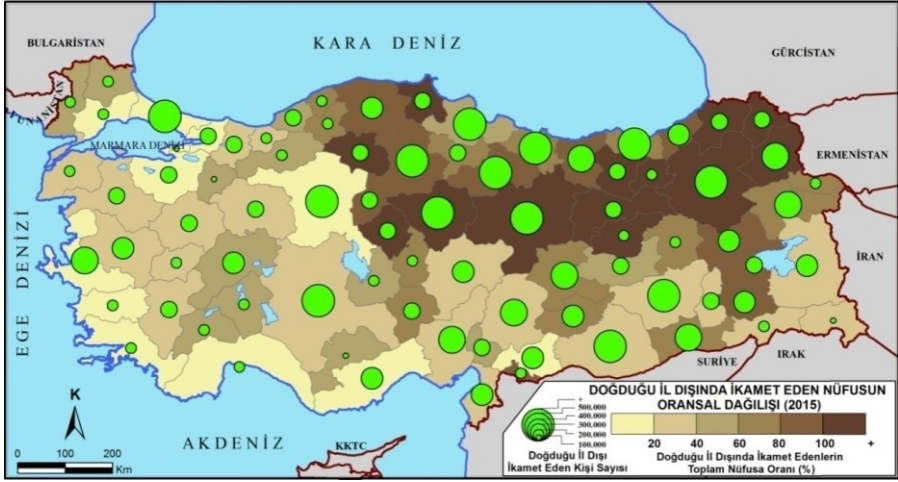 KARA DENİZ
BULGARİSTAN
GÜRCİSTAN
YUNANİSTAN
MARMARA DENİZİ
ERMENİSTAN
EGE DENİZİ
İRAN
SURİYE
IRAK
AKDENİZ
KKTC
K
0 100 200
Km
DOĞDUĞU İL DIŞINDA İKAMET EDEN NÜFUSUN
ORANSAL DAĞILIŞI (2015)
+
500,000
400,000
300,000
200,000
100,000
20 40 60 80 100 +
Doğduğu İl Dışı
İkamet Eden Kişi Sayısı
Doğduğu İl Dışında İkamet Edenlerin
Toplam Nüfusa Oranı (%)